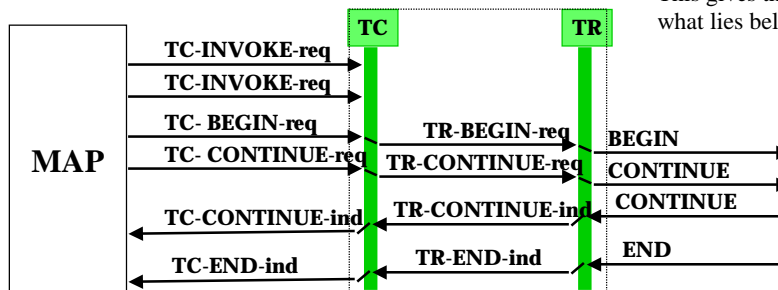 This gives a
what lies bel
TC
TR
TC-INVOKE-req
TC-INVOKE-req
TC- BEGIN-req
TR-BEGIN-req
BEGIN
MAP
TC- CONTINUE-req
TR-CONTINUE-req
CONTINUE
TC-CONTINUE-ind
TR-CONTINUE-ind
CONTINUE
TC-END-ind
TR-END-ind
END